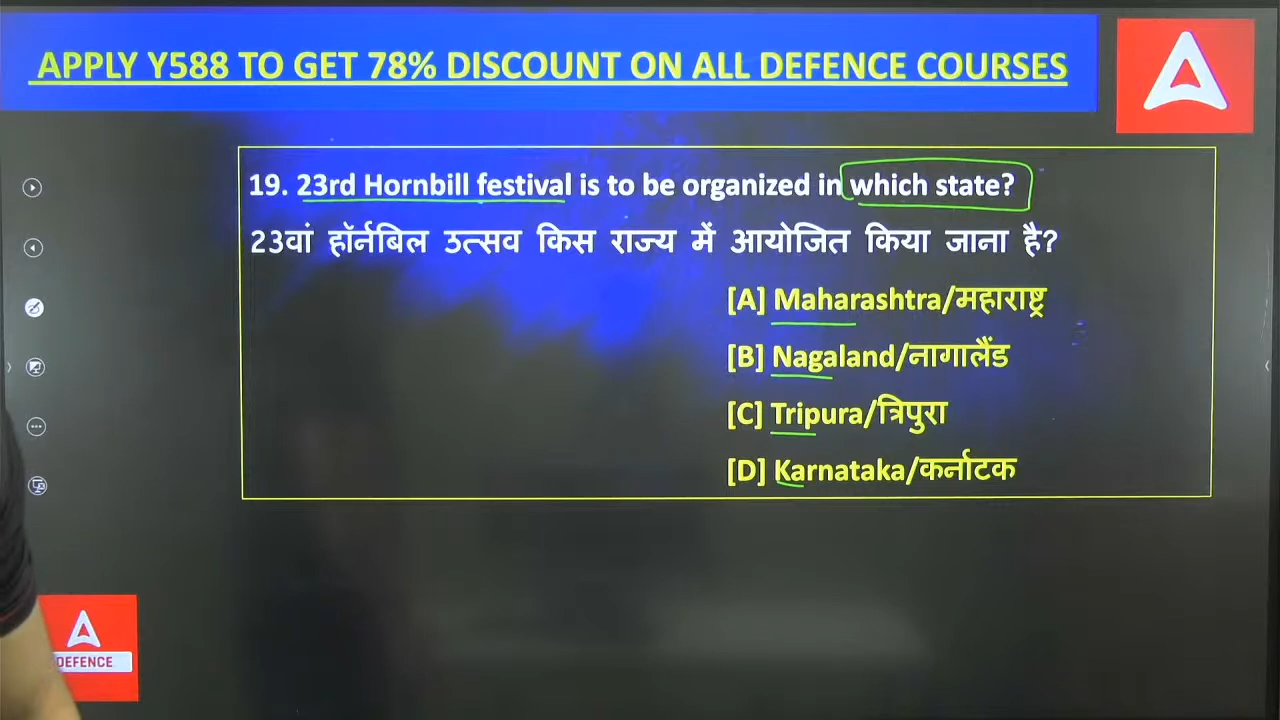 APPLY Y588 TO GET 78% DISCOUNT ON ALL DEFENCE COURSES
19. 23rd Hornbill festival is to be organized in which state?
23वां हॉर्नबिल उत्सव किस राज्य में आयोजित किया जाना है?
[A] Maharashtra/महाराष्ट्र
[B] Nagaland/नागालैंड
[C] Tripura/त्रिपुरा
[D] Karnataka/कर्नाटक
DEFENCE